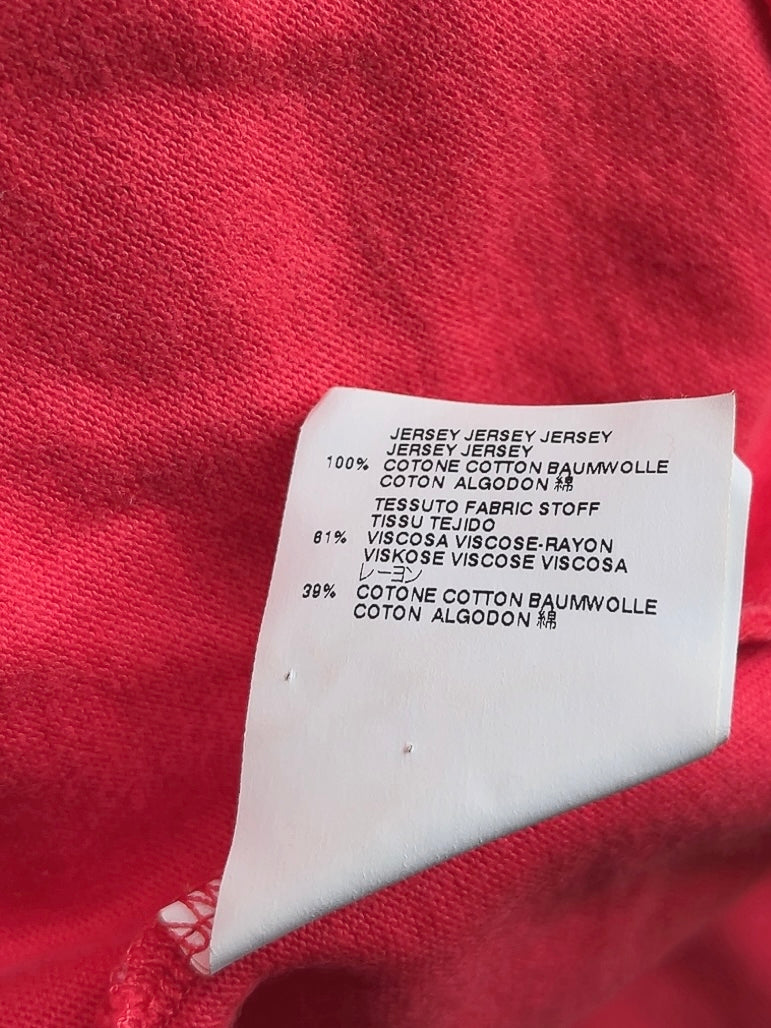 JERSEY JERSEY JERSEY
JERSEY JERSEY
100% COTONE COTTON BAUMWOLLE
COTON ALGODON 綿
TESSUTO FABRIC STOFF
TISSU TEJIDO
61% VISCOSA VISCOSE-RAYON
VISKOSE VISCOSE VISCOSA
レーヨン
39% COTONE COTTON BAUMWOLLE
COTON ALGODON 綿